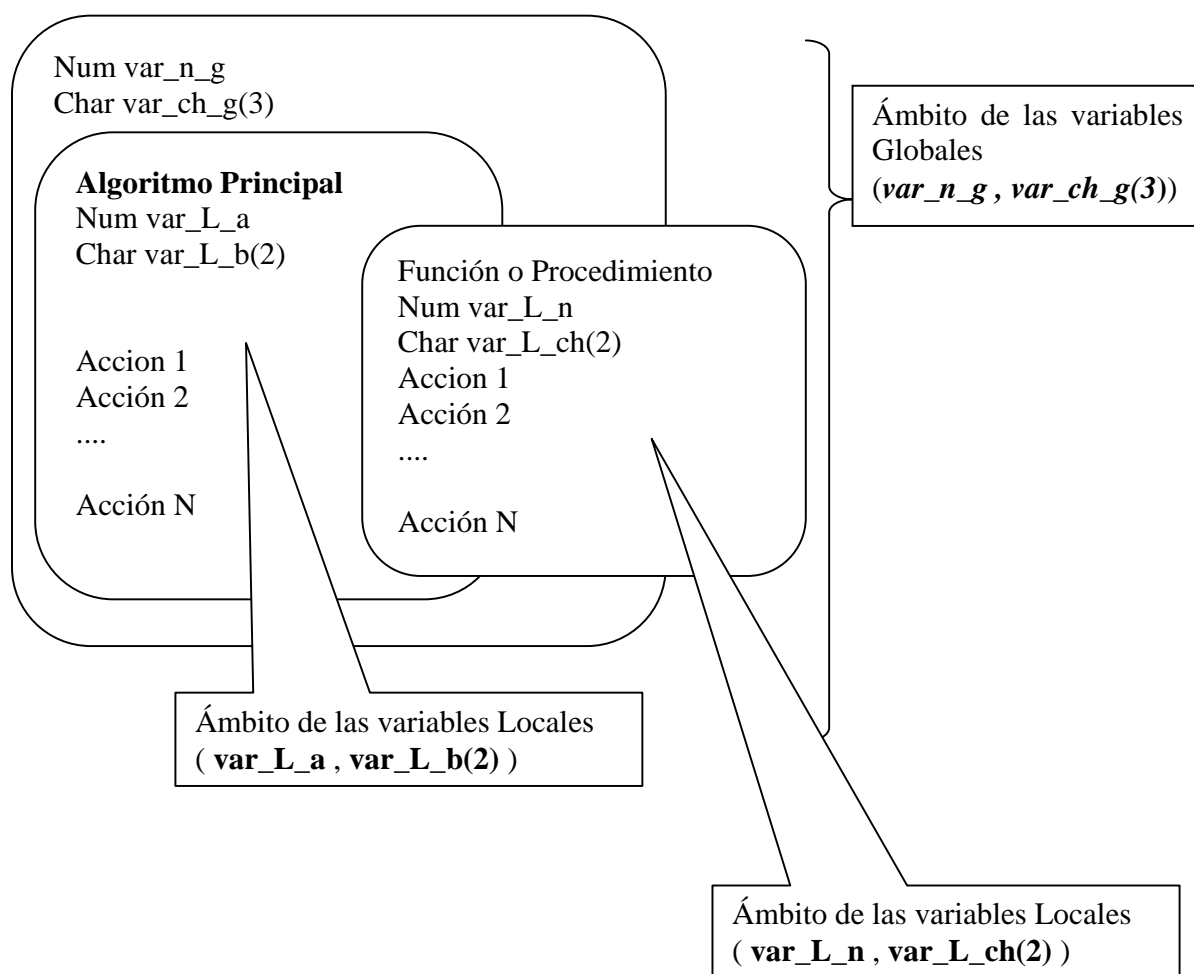 Num var_n_g
Char var_ch_g(3)
Algoritmo Principal
Num var_L_a
Char var_L_b(2)
Accion 1
Acción 2
....
Acción N
Función o Procedimiento
Num var_L_n
Char var_L_ch(2)
Accion 1
Acción 2
....
Acción N
Ámbito de las variables
Globales
(var_n_g , var_ch_g(3))
Ámbito de las variables Locales
( var_L_a , var_L_b(2) )
Ámbito de las variables Locales
( var_L_n , var_L_ch(2) )